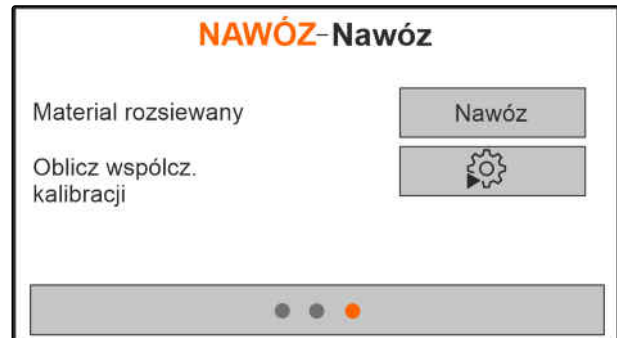 NAWÓZ-Nawóz
Material rozsiewany
Nawóz
Oblicz wspólcz.
kalibracji